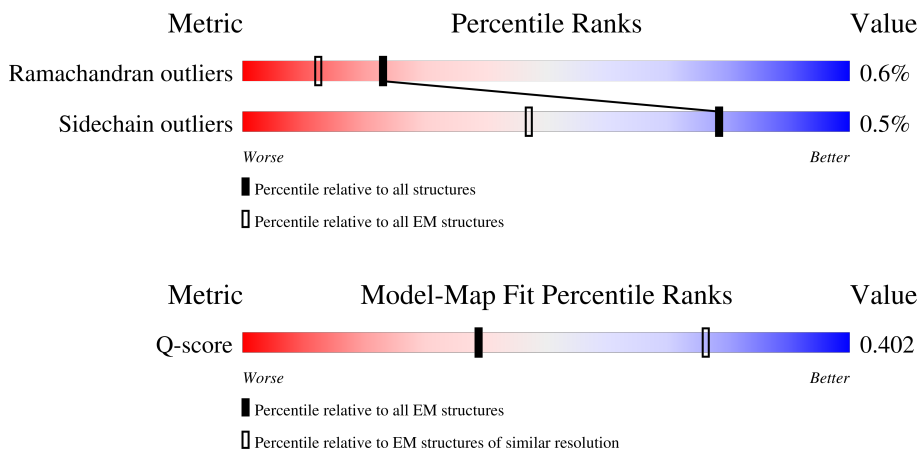 Metric Percentile Ranks Value
Ramachandran outliers 0.6%
Sidechain outliers 0.5%
Worse Better
Percentile relative to all structures
Percentile relative to all EM structures
Metric Model-Map Fit Percentile Ranks Value
Q-score 0.402
Worse Better
Percentile relative to all EM structures
Percentile relative to EM structures of similar resolution